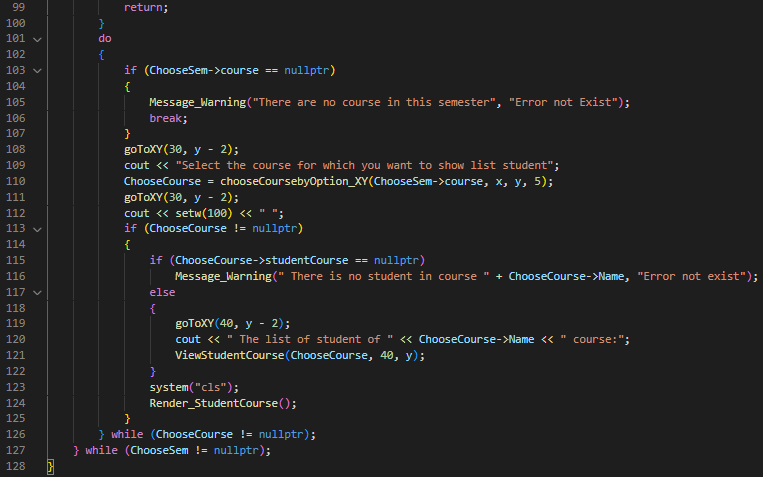 99 return;
100 }
101 do
102 {
103 if (ChooseSem->course == nullptr)
104 {
105 Message_Warning("There are no course in this semester", "Error not Exist");
106 break;
107 }
108 goToXY(30, y - 2);
109 cout << "Select the course for which you want to show list student";
110 ChooseCourse = chooseCoursebyOption_XY(ChooseSem->course, x, y, 5);
111 goToXY(30, y - 2);
112 cout << setw(100) << " ";
113 if (ChooseCourse != nullptr)
114 {
115 if (ChooseCourse->studentCourse == nullptr)
116 Message_Warning(" There is no student in course " + ChooseCourse->Name, "Error not exist");
117 else
118 {
119 goToXY(40, y - 2);
120 cout << " The list of student of " << ChooseCourse->Name << " course:";
121 ViewStudentCourse(ChooseCourse, 40, y);
122 }
123 system("cls");
124 Render_StudentCourse();
125 }
126 } while (ChooseCourse != nullptr);
127 } while (ChooseSem != nullptr);
128 }